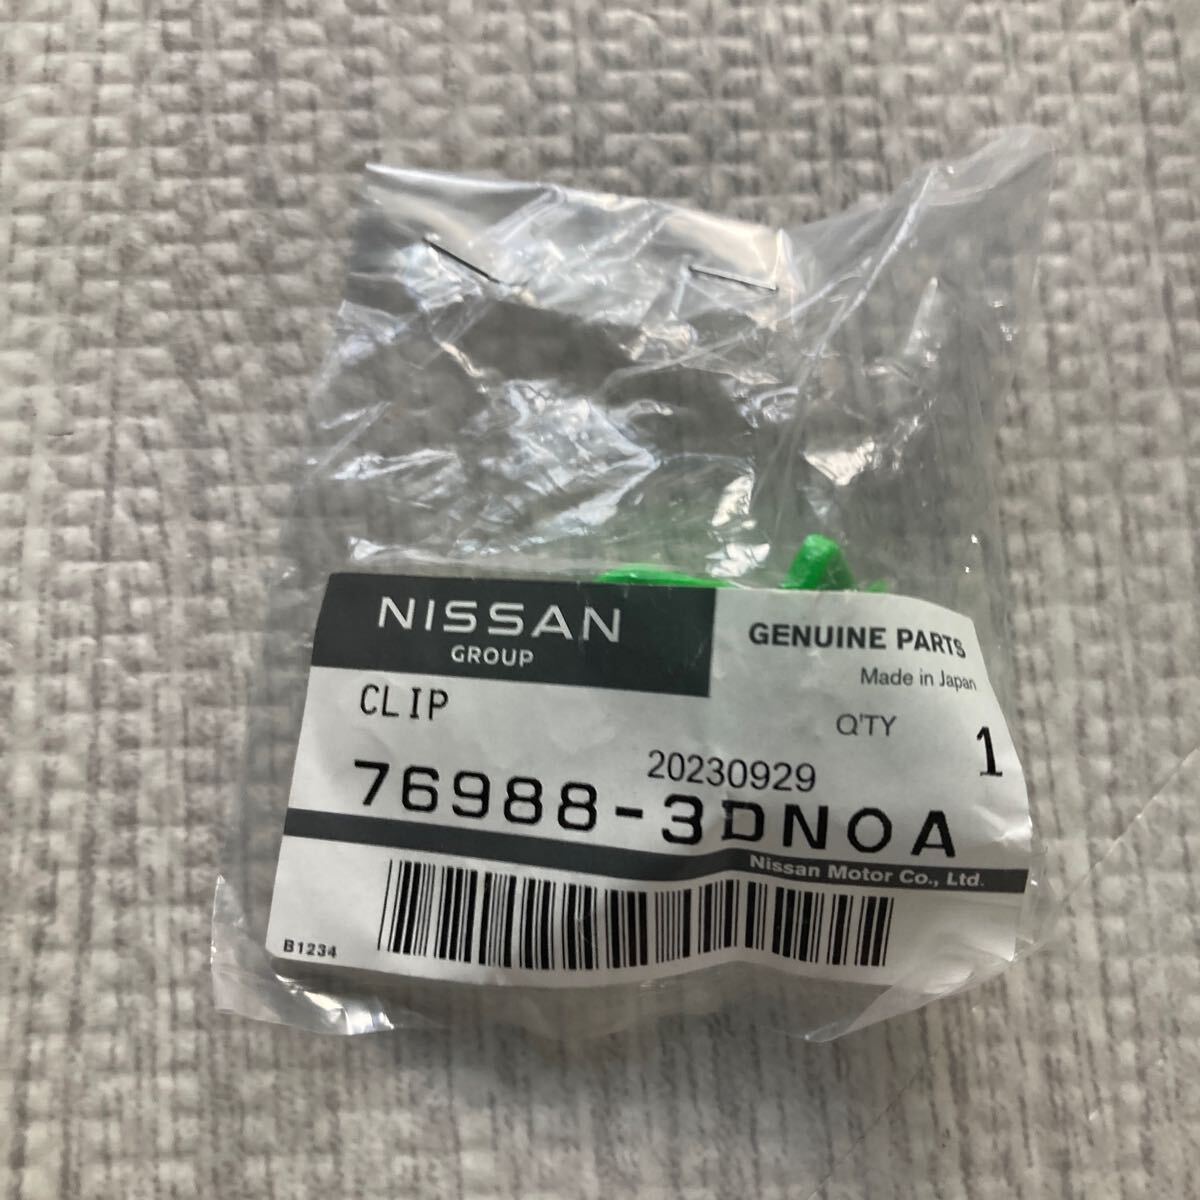 NISSAN
GROUP
GENUINE PARTS
Made in Japan
CLIP
Q'TY 1
20230929
76988-3DN0A
Nissan Motor Co., Ltd.
B1234